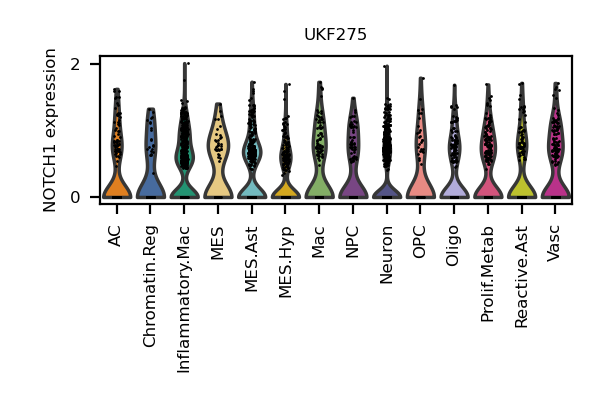 UKF275
NOTCH1 expression
2
0
AC
Chromatin.Reg
Inflammatory.Mac
MES
MES.Ast
MES.Hyp
Mac
NPC
Neuron
OPC
Oligo
Prolif.Metab
Reactive.Ast
Vasc